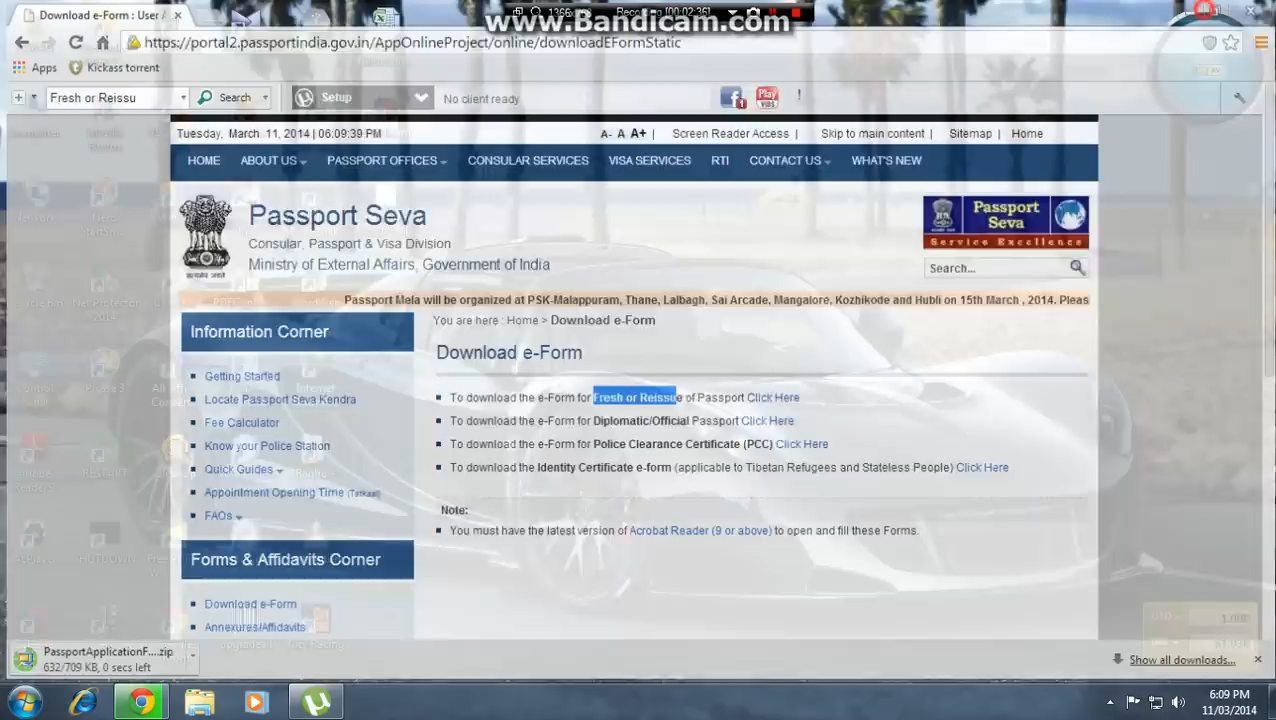 Download e-Form : User A
1366
Recording [00:02:36]
www.Bandicam.com
https://portal2.passportindia.gov.in/AppOnlineProject/online/downloadEFormStatic
Apps Kickass torrent
Fresh or Reissu Search Setup No client ready
Tuesday, March 11, 2014 | 06:09:39 PM A- A A+ | Screen Reader Access | Skip to main content | Sitemap | Home
HOME ABOUT US PASSPORT OFFICES CONSULAR SERVICES VISA SERVICES RTI CONTACT US WHAT'S NEW
Passport Seva
Consular, Passport & Visa Division
Ministry of External Affairs, Government of India
Passport
Seva
Service Excellence
Search...
Passport Mela will be organized at PSK-Malappuram, Thane, Lalbagh, Sai Arcade, Mangalore, Kozhikode and Hubli on 15th March , 2014. Pleas
You are here : Home > Download e-Form
Information Corner
Getting Started
Locate Passport Seva Kendra
Fee Calculator
Know your Police Station
Quick Guides
Appointment Opening Time (Tatkaal)
FAQs
Forms & Affidavits Corner
Download e-Form
Annexures/Affidavits
Download e-Form
To download the e-Form for Fresh or Reissue of Passport Click Here
To download the e-Form for Diplomatic/Official Passport Click Here
To download the e-Form for Police Clearance Certificate (PCC) Click Here
To download the Identity Certificate e-form (applicable to Tibetan Refugees and Stateless People) Click Here
Note:
You must have the latest version of Acrobat Reader (9 or above) to open and fill these Forms.
PassportApplicationF....zip
632/709 KB, 0 secs left
Show all downloads...
6:09 PM
11/03/2014